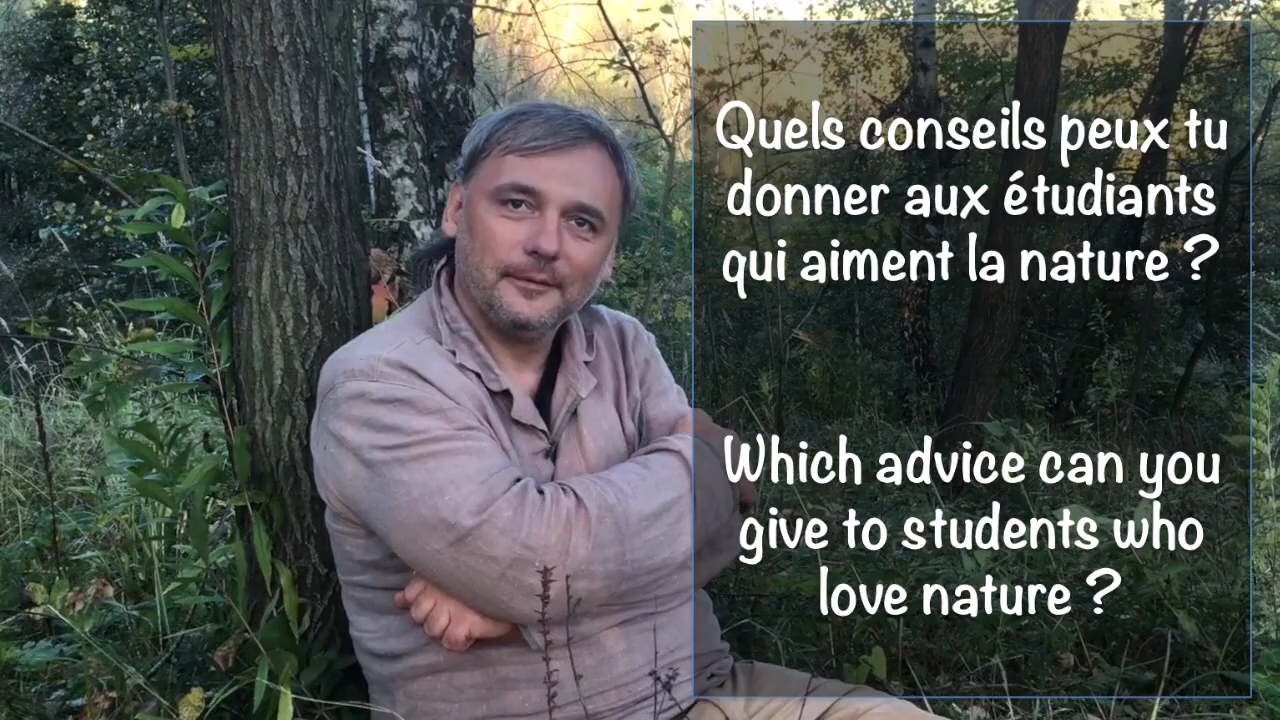 Quels conseils peux tu
donner aux étudiants
qui aiment la nature ?
Which advice can you
give to students who
love nature ?